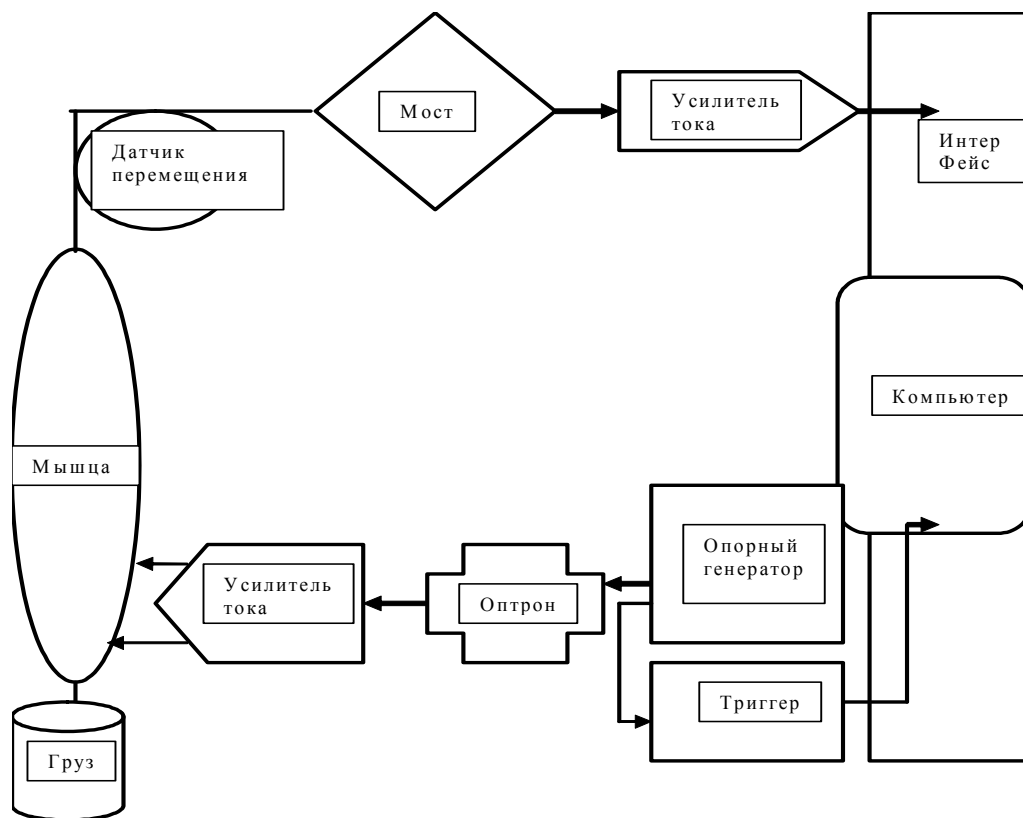 Мост
Усилитель
тока
Интер
Фейс
Датчик
перемещения
Компьютер
Мышца
Опорный
генератор
Усилитель
тока
Оптрон
Триггер
Груз